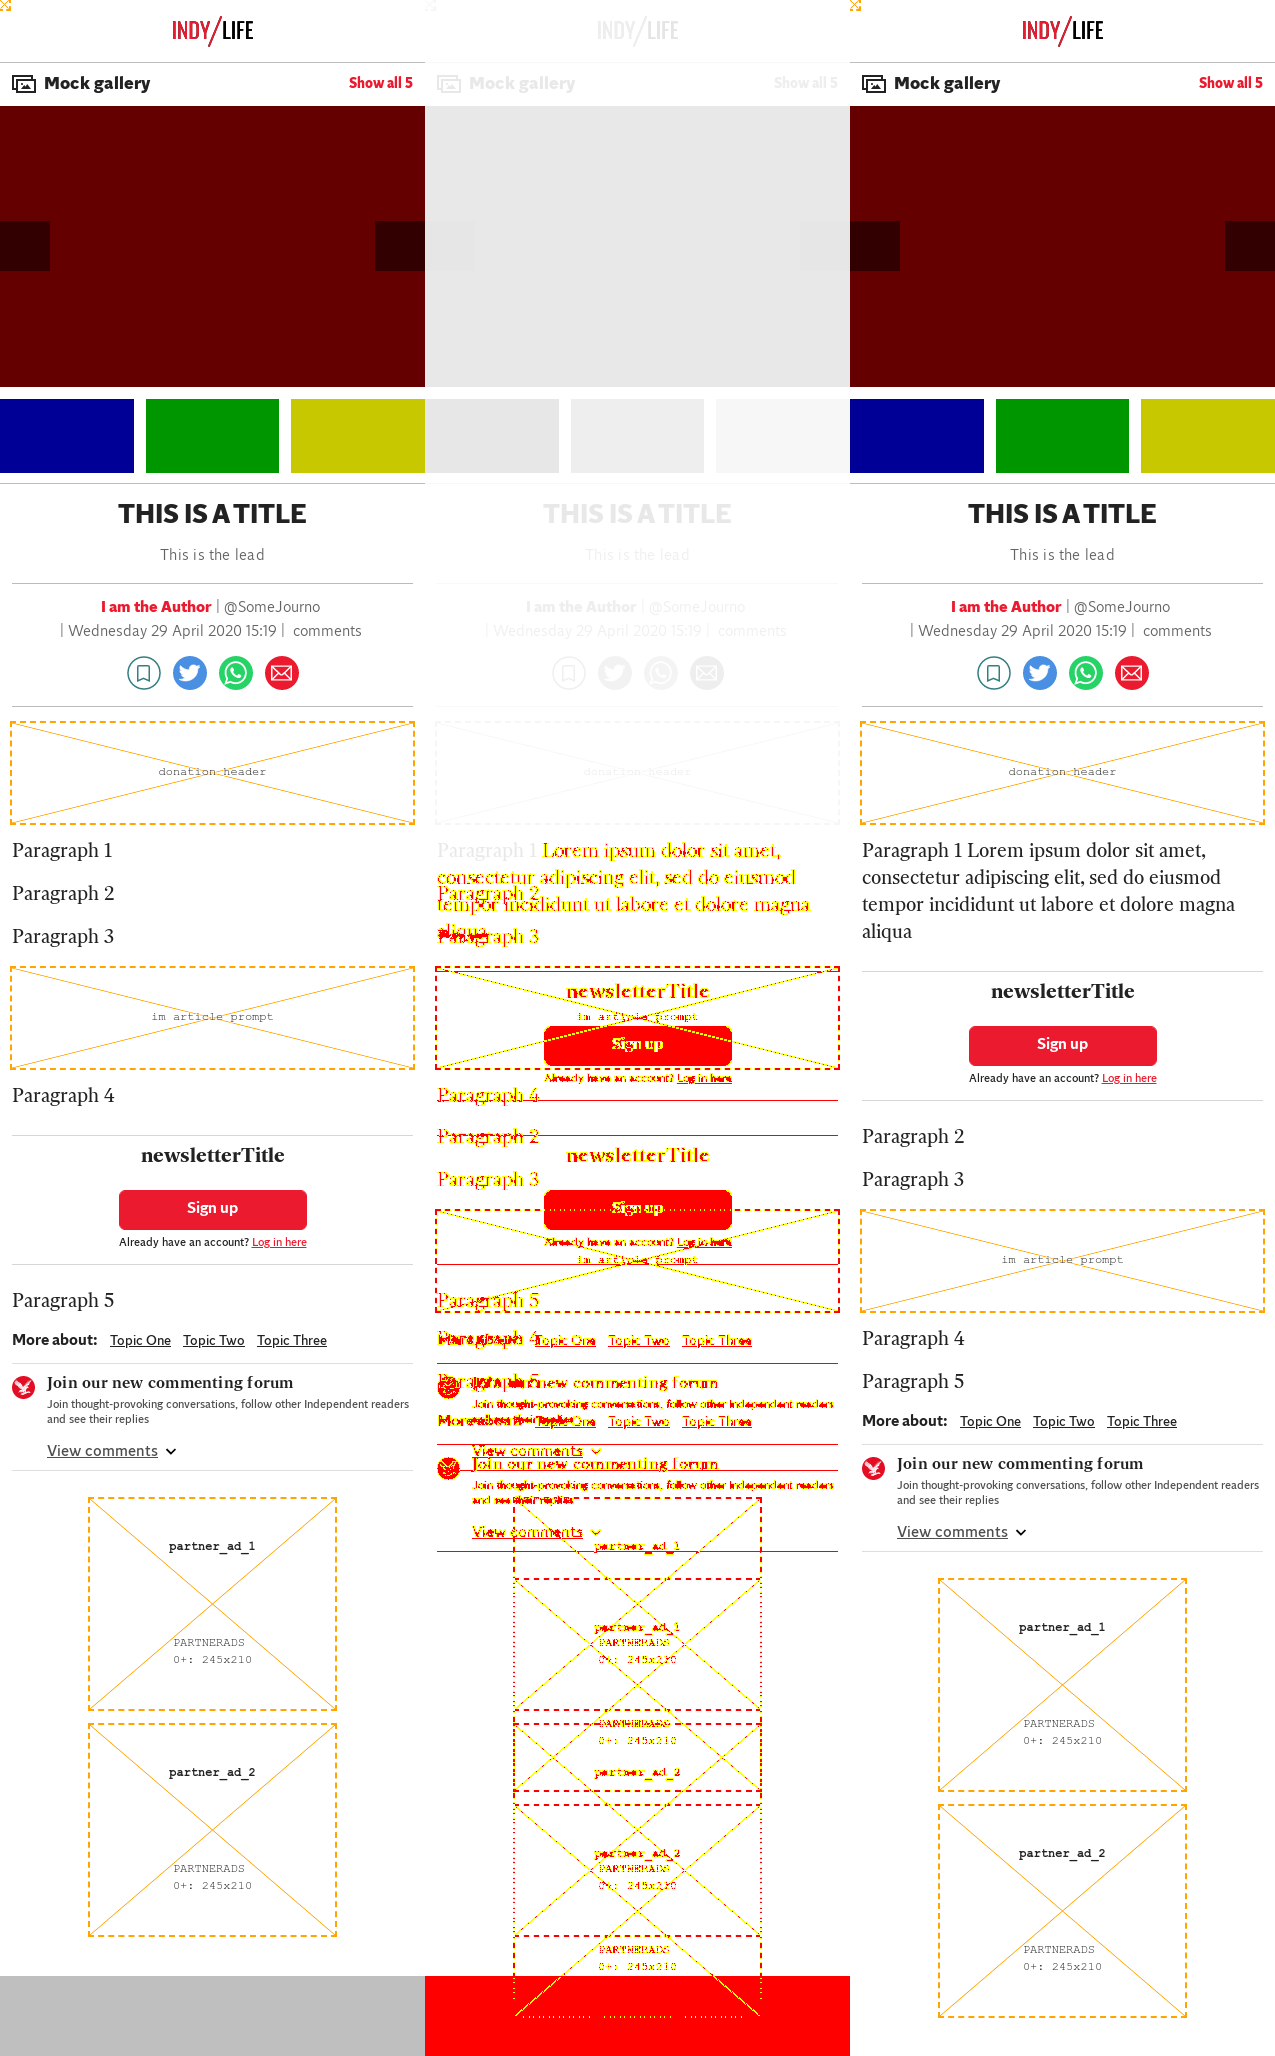 INDY/LIFE
Mock gallery
Show all 5
THIS IS A TITLE
This is the lead
I am the Author | @SomeJourno
| Wednesday 29 April 2020 15:19 | comments
donation header
Paragraph 1
Paragraph 2
Paragraph 3
im article prompt
Paragraph 4
newsletterTitle
Sign up
Already have an account? Log in here
Paragraph 5
More about: Topic One Topic Two Topic Three
Join our new commenting forum
Join thought-provoking conversations, follow other Independent readers
and see their replies
View comments
partner_ad_1
PARTNERADS
0+: 245x210
partner_ad_2
PARTNERADS
0+: 245x210
INDY/LIFE
Mock gallery
Show all 5
THIS IS A TITLE
This is the lead
I am the Author | @SomeJourno
| Wednesday 29 April 2020 15:19 | comments
donation header
Paragraph 1 Lorem ipsum dolor sit amet,
consectetur adipiscing elit, sed do eiusmod
Paragraph 2
tempor incididunt ut labore et dolore magna
aliqua
Paragraph 3
newsletterTitle
im article prompt
Sign up
Already have an account? Log in here
Paragraph 4
Paragraph 2
newsletterTitle
Paragraph 3
Sign up
Already have an account? Log in here
im article prompt
Paragraph 5
Paragraph 4
Topic One Topic Two Topic Three
Paragraph 5
Join our new commenting forum
Join thought-provoking conversations, follow other Independent readers
More about: Topic One Topic Two Topic Three
View comments
Join our new commenting forum
Join thought-provoking conversations, follow other Independent readers
and see their replies
View comments
partner_ad_1
partner_ad_1
PARTNERADS
0+: 245x210
PARTNERADS
0+: 245x210
partner_ad_2
partner_ad_2
PARTNERADS
0+: 245x210
PARTNERADS
0+: 245x210
INDY/LIFE
Mock gallery
Show all 5
THIS IS A TITLE
This is the lead
I am the Author | @SomeJourno
| Wednesday 29 April 2020 15:19 | comments
donation header
Paragraph 1 Lorem ipsum dolor sit amet,
consectetur adipiscing elit, sed do eiusmod
tempor incididunt ut labore et dolore magna
aliqua
newsletterTitle
Sign up
Already have an account? Log in here
Paragraph 2
Paragraph 3
im article prompt
Paragraph 4
Paragraph 5
More about: Topic One Topic Two Topic Three
Join our new commenting forum
Join thought-provoking conversations, follow other Independent readers
and see their replies
View comments
partner_ad_1
PARTNERADS
0+: 245x210
partner_ad_2
PARTNERADS
0+: 245x210